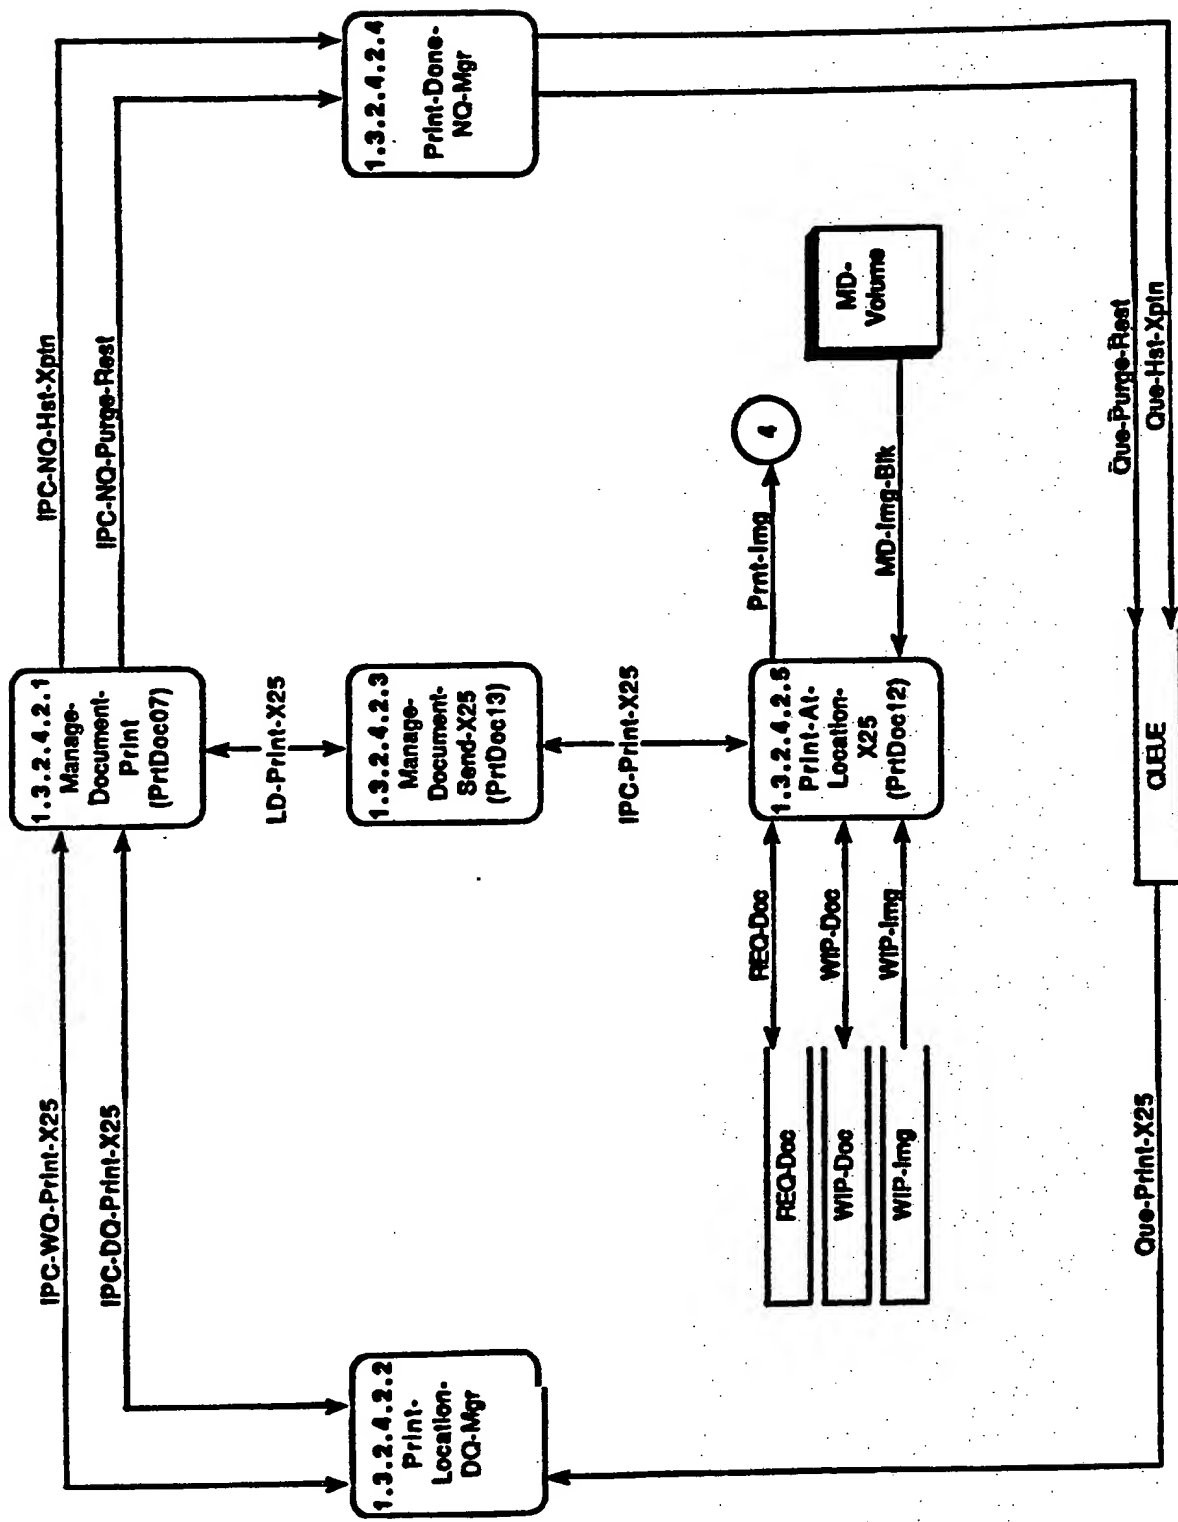 IPC-WQ-Print-X25
IPC-DQ-Print-X25
IPC-NQ-Hst-Xptn
IPC-NQ-Purge-Rest
1.3.2.4.2.1
Manage-
Document-
Print
(PrtDoc07)
LD-Print-X25
1.3.2.4.2.2
Print-
Location-
DQ-Mgr
1.3.2.4.2.3
Manage-
Document-
Send-X25
(PrtDoc13)
1.3.2.4.2.4
Print-Done-
NQ-Mgr
IPC-Print-X25
REQ-Doc
WIP-Doc
WIP-Img
REQ-Doc
WIP-Doc
WIP-Img
1.3.2.4.2.5
Print-At-
Location-
X25
(PrtDoc12)
Prnt-Img
4
MD-Img-Blk
MD-
Volume
Que-Print-X25
QUEUE
Que-Purge-Rest
Que-Hst-Xptn